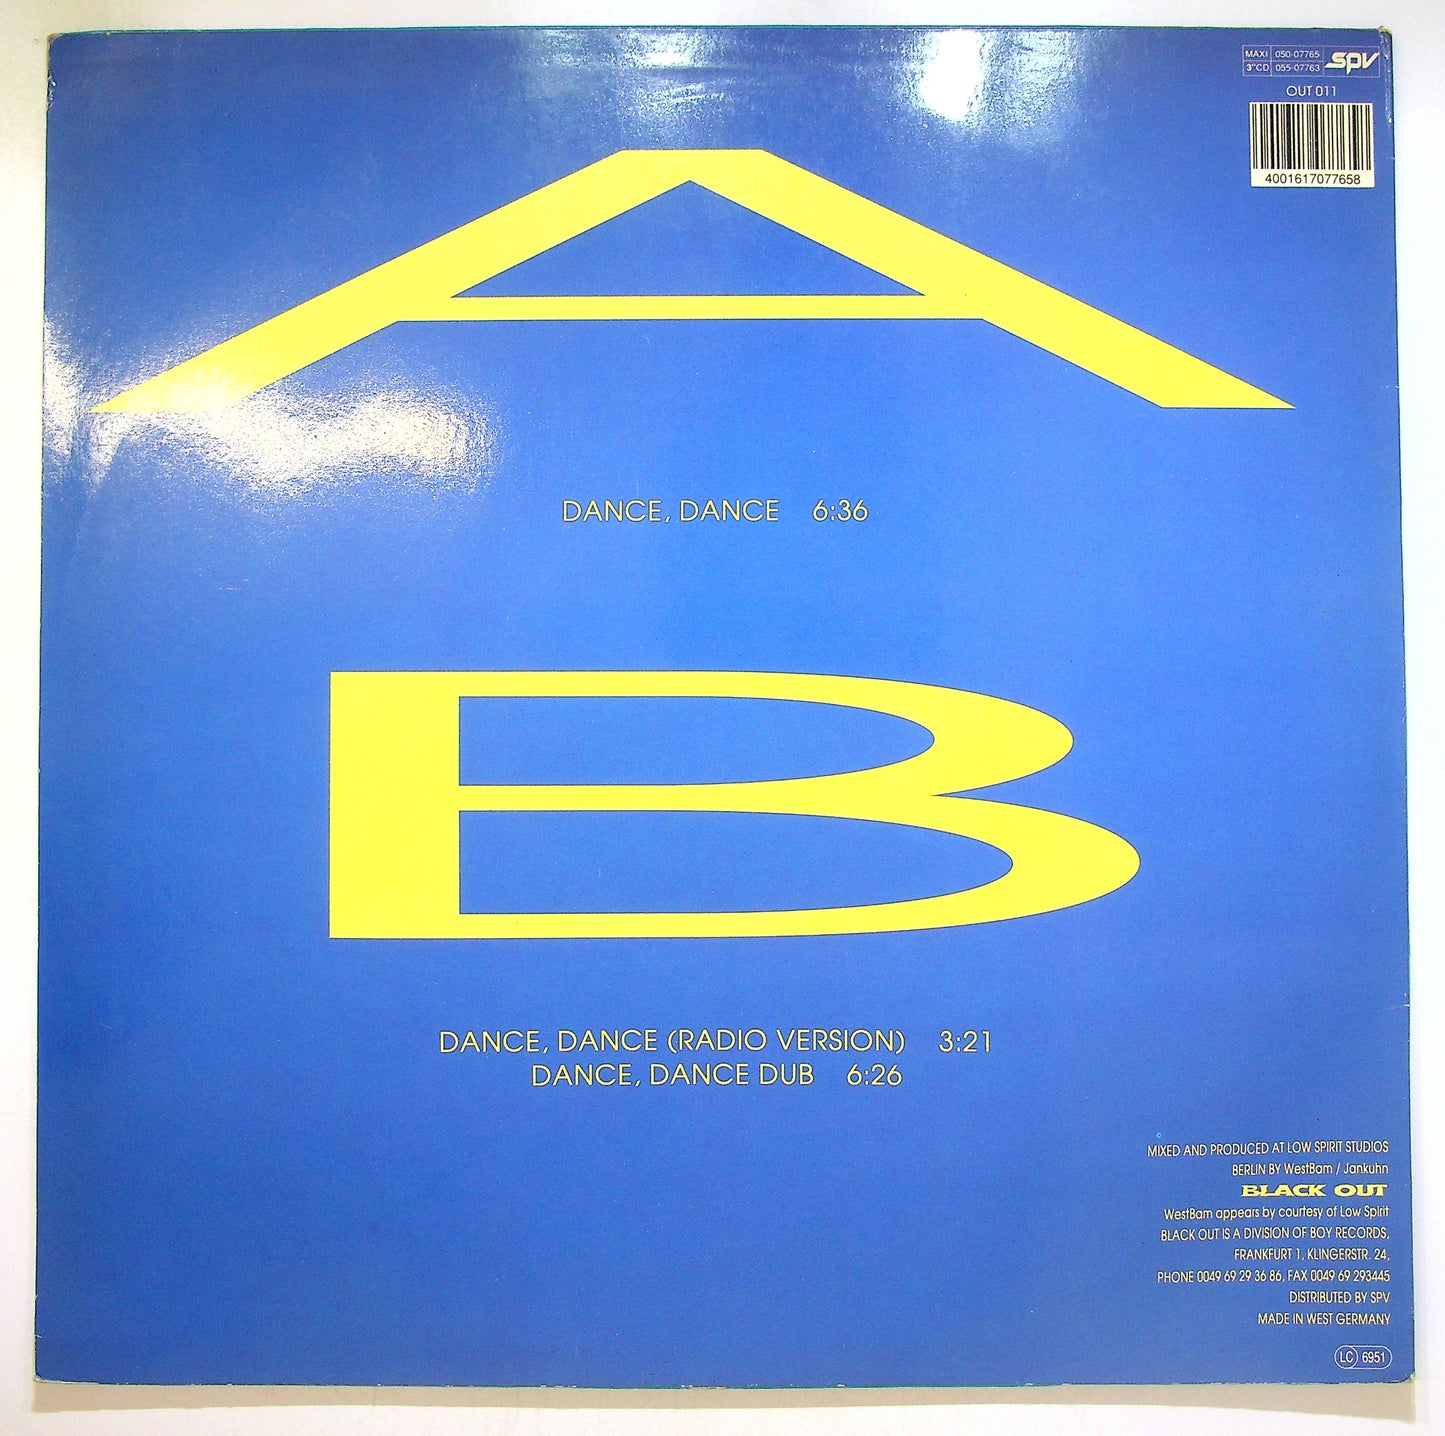 MAXI 050-07765
3"CD 055-07763
SPV
OUT 011
4001617077658
A
DANCE, DANCE 6:36
B
DANCE, DANCE (RADIO VERSION) 3:21
DANCE, DANCE DUB 6:26
MIXED AND PRODUCED AT LOW SPIRIT STUDIOS
BERLIN BY WestBam / Jankuhn
BLACK OUT
WestBam appears by courtesy of Low Spirit
BLACK OUT IS A DIVISION OF BOY RECORDS,
FRANKFURT 1, KLINGERSTR. 24,
PHONE 0049 69 29 36 86, FAX 0049 69 293445
DISTRIBUTED BY SPV
MADE IN WEST GERMANY
LC 6951